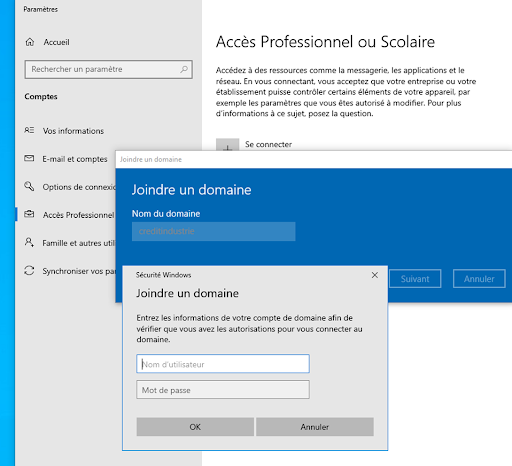 Paramètres
Accueil
Rechercher un paramètre
Comptes
Vos informations
E-mail et comptes
Options de connexio
Accès Professionnel
Famille et autres util
Synchroniser vos pa
Accès Professionnel ou Scolaire
Accédez à des ressources comme la messagerie, les applications et le
réseau. En vous connectant, vous acceptez que votre entreprise ou votre
établissement puisse contrôler certains éléments de votre appareil, par
exemple les paramètres que vous êtes autorisé à modifier. Pour plus
d'informations à ce sujet, posez la question.
Se connecter
Joindre un domaine
Joindre un domaine
Nom du domaine
creditindustrie
Suivant
Annuler
Sécurité Windows
Joindre un domaine
Entrez les informations de votre compte de domaine afin de
vérifier que vous avez les autorisations pour vous connecter au
domaine.
Nom d'utilisateur
Mot de passe
OK
Annuler